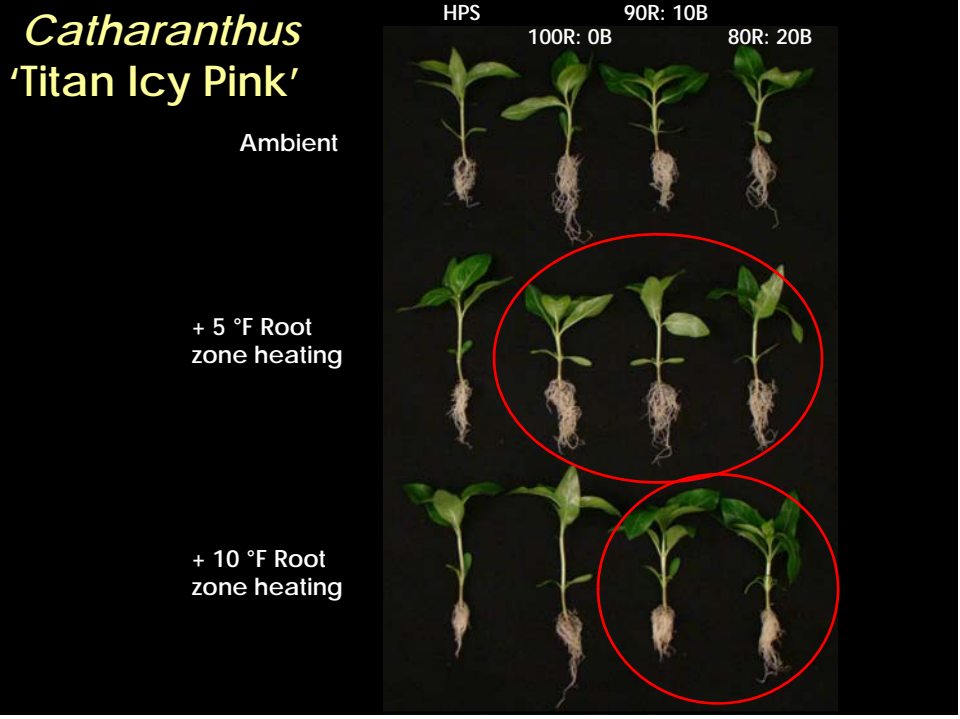 Catharanthus
‘Titan Icy Pink’
HPS
90R: 10B
100R: 0B
80R: 20B
Ambient
+ 5 °F Root
zone heating
+ 10 °F Root
zone heating